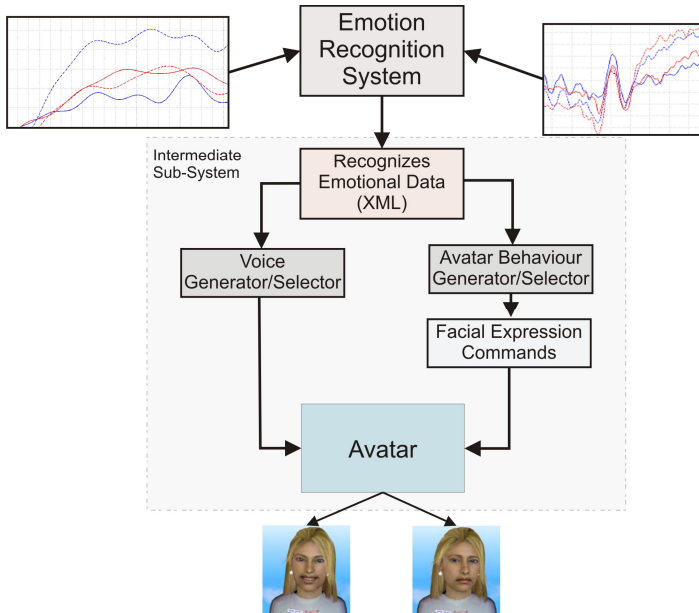 Emotion
Recognition
System
Intermediate
Sub-System
Recognizes
Emotional Data
(XML)
Voice
Generator/Selector
Avatar Behaviour
Generator/Selector
Facial Expression
Commands
Avatar